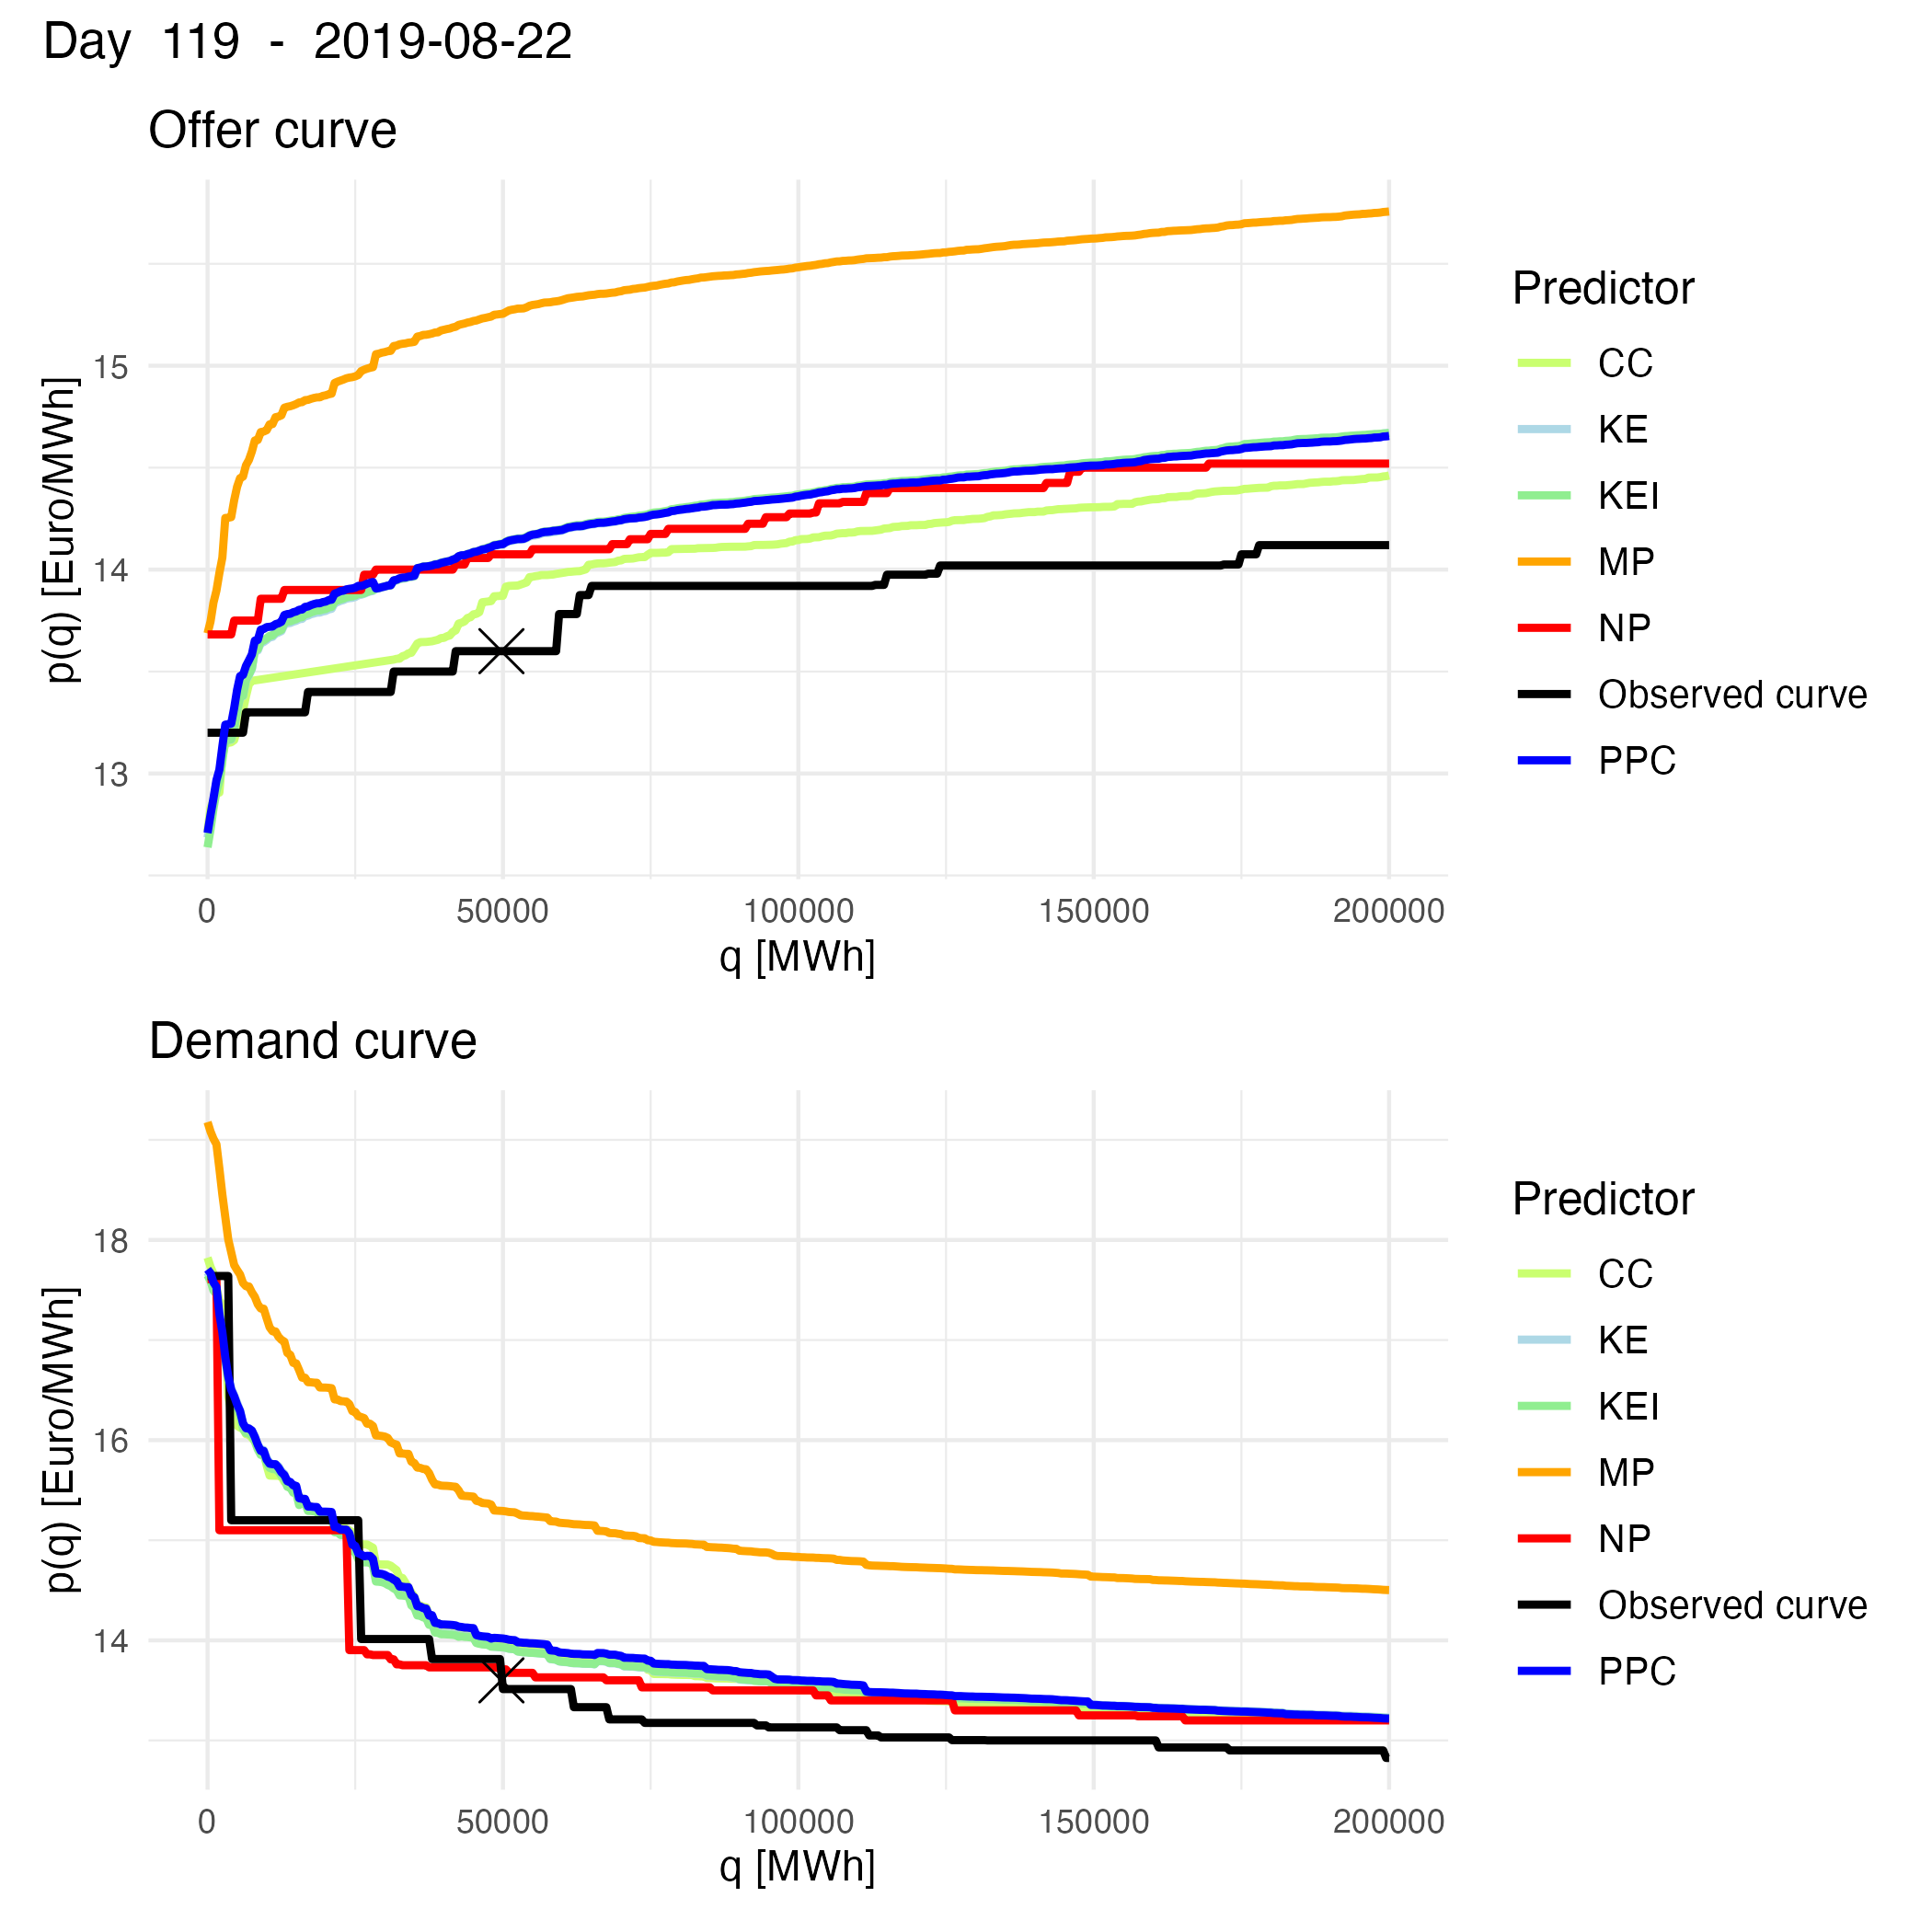 Day 119 - 2019-08-22
Offer curve
p(q) [Euro/MWh]
15
14
13
0 50000 100000 150000 200000
q [MWh]
Predictor
CC
KE
KEI
MP
NP
Observed curve
PPC
Demand curve
p(q) [Euro/MWh]
18
16
14
0 50000 100000 150000 200000
q [MWh]
Predictor
CC
KE
KEI
MP
NP
Observed curve
PPC